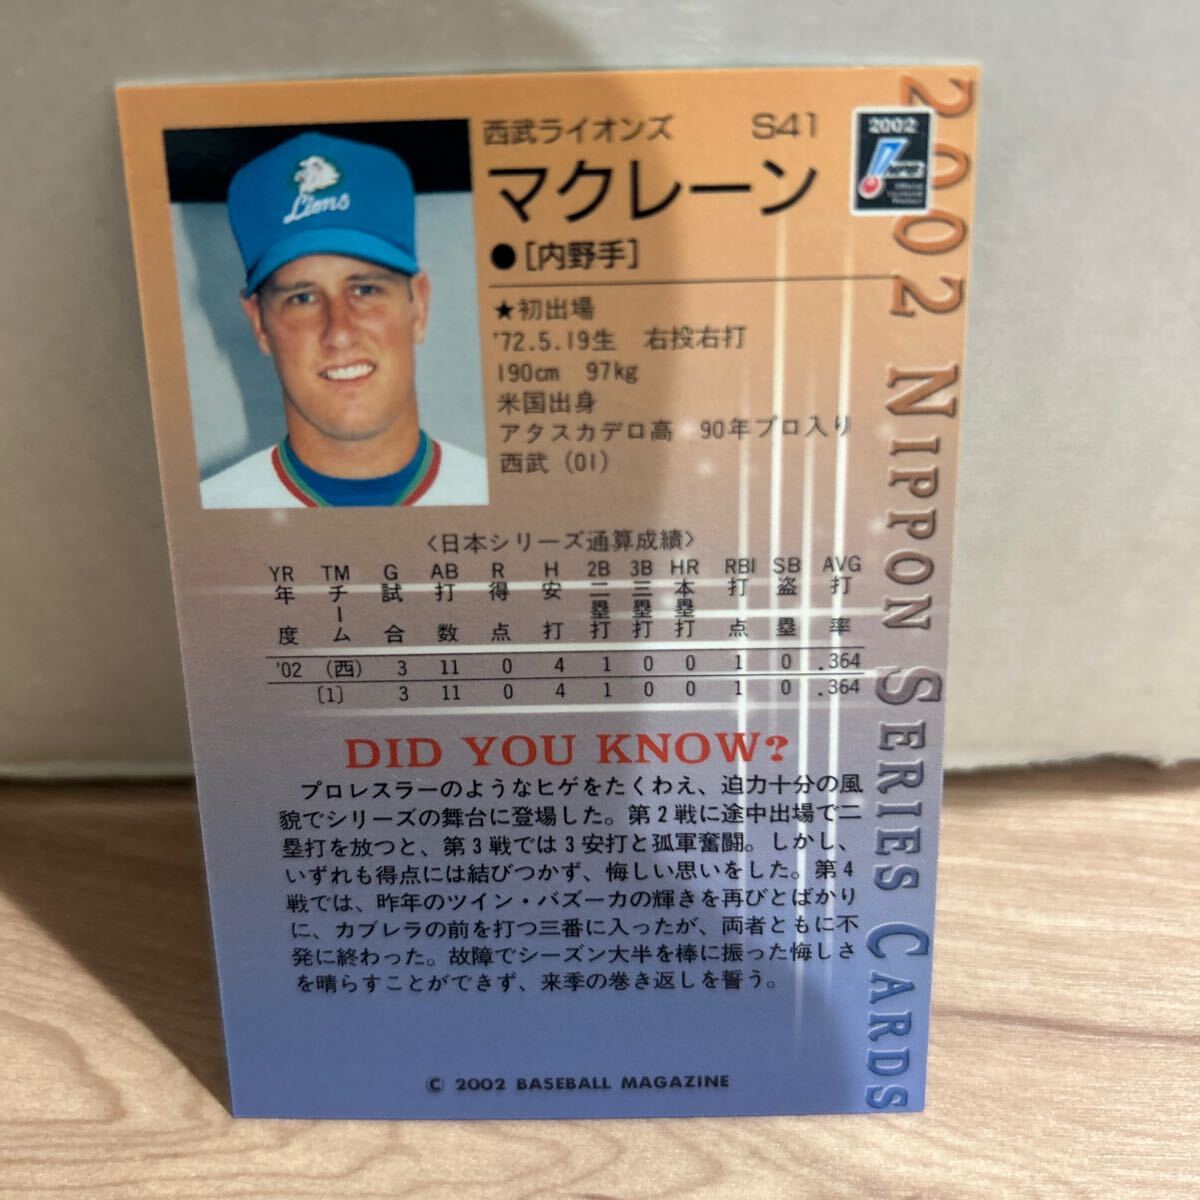 西武ライオンズ S41
マクレーン
●[内野手]
★初出場
'72.5.19生 右投右打
190cm 97kg
米国出身
アタスカデロ高 90年プロ入り
西武（01）
2002
Lions
2002 NIPPON SERIES CARDS
〈日本シリーズ通算成績〉
YR TM G AB R H 2B 3B HR RBI SB AVG
年度 チーム 試合 打数 得点 安打 二塁打 三塁打 本塁打 打点 盗塁 打率
'02 (西) 3 11 0 4 1 0 0 1 0 .364
[1] 3 11 0 4 1 0 0 1 0 .364
DID YOU KNOW?
プロレスラーのようなヒゲをたくわえ、迫力十分の風
貌でシリーズの舞台に登場した。第2戦に途中出場で二
塁打を放つと、第3戦では3安打と孤軍奮闘。しかし、
いずれも得点には結びつかず、悔しい思いをした。第4
戦では、昨年のツイン・バズーカの輝きを再びとばかり
に、カブレラの前を打つ三番に入ったが、両者ともに不
発に終わった。故障でシーズン大半を棒に振った悔しさ
を晴らすことができず、来季の巻き返しを誓う。
© 2002 BASEBALL MAGAZINE